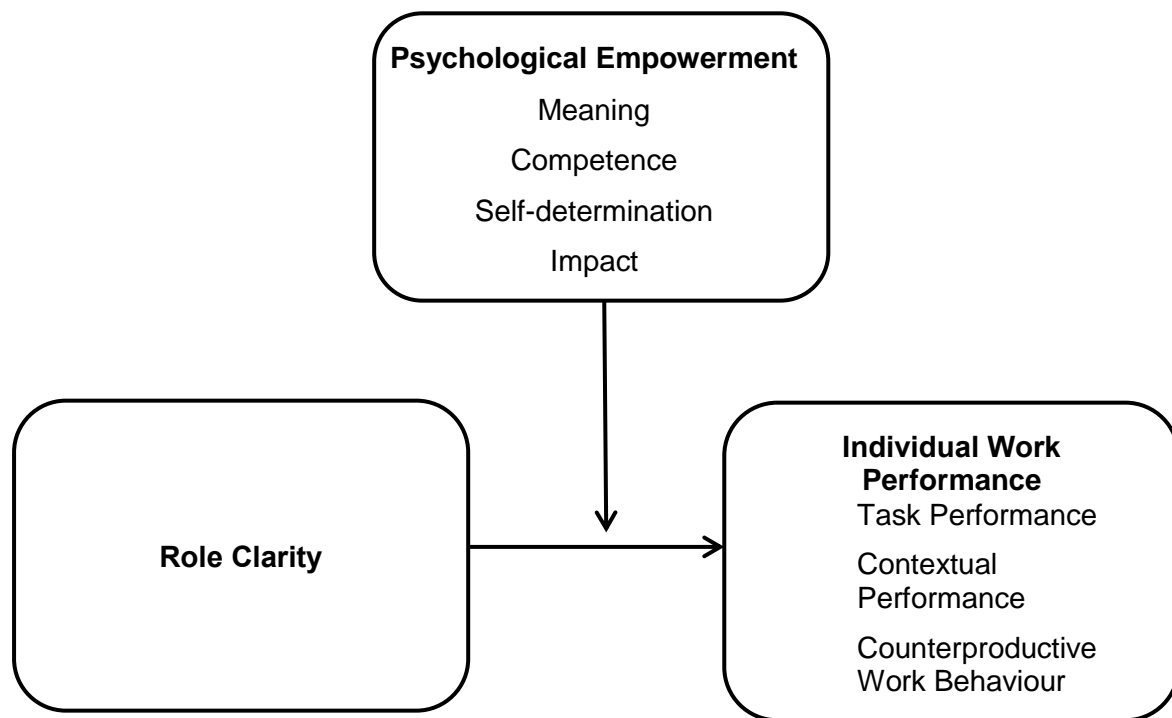 Psychological Empowerment
Meaning
Competence
Self-determination
Impact
Role Clarity
Individual Work
Performance
Task Performance
Contextual
Performance
Counterproductive
Work Behaviour